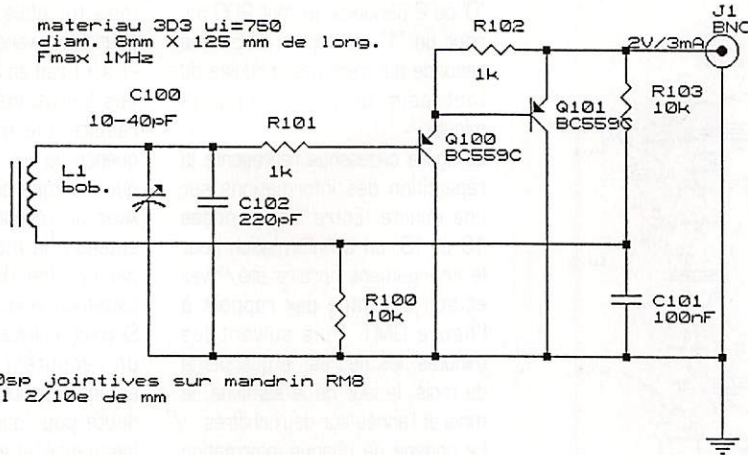 materiau 3D3 ui=750
diam. 8mm X 125 mm de long.
Fmax 1MHz
J1
BNC
2V/3mA
R102
1k
R103
10k
Q101
BC559C
Q100
BC559C
C100
10-40pF
R101
1k
L1
bob.
C102
220pF
R100
10k
C101
100nF
sp jointives sur mandrin RM8
2/10e de mm